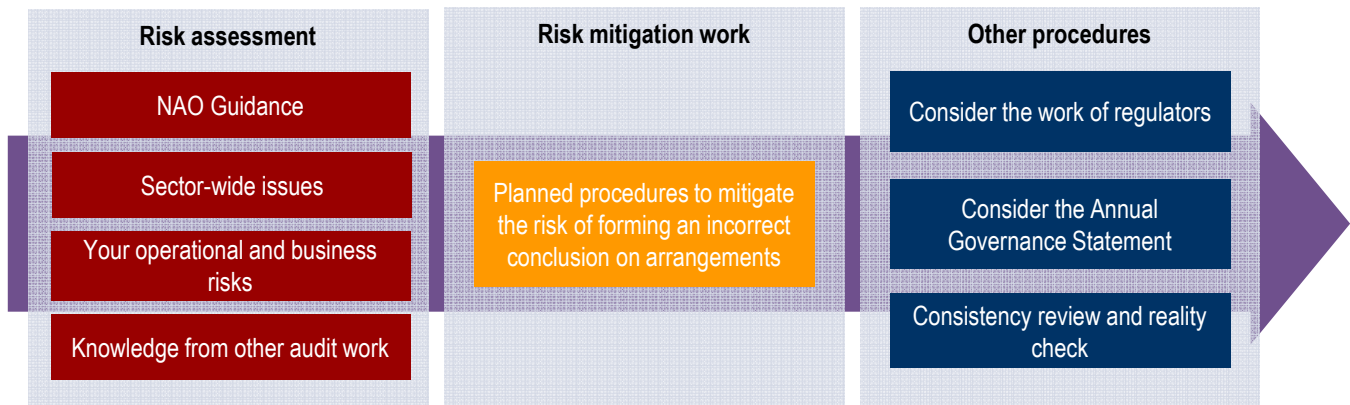 Risk assessment
NAO Guidance
Sector-wide issues
Your operational and business
risks
Knowledge from other audit work
Risk mitigation work
Planned procedures to mitigate
the risk of forming an incorrect
conclusion on arrangements
Other procedures
Consider the work of regulators
Consider the Annual
Governance Statement
Consistency review and reality
check